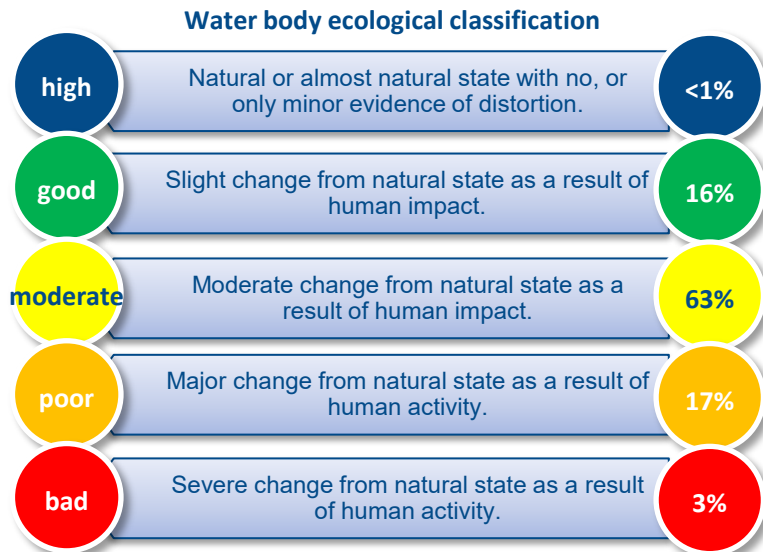 Water body ecological classification
high
Natural or almost natural state with no, or
only minor evidence of distortion.
<1%
good
Slight change from natural state as a result of
human impact.
16%
moderate
Moderate change from natural state as a
result of human impact.
63%
poor
Major change from natural state as a result of
human activity.
17%
bad
Severe change from natural state as a result
of human activity.
3%